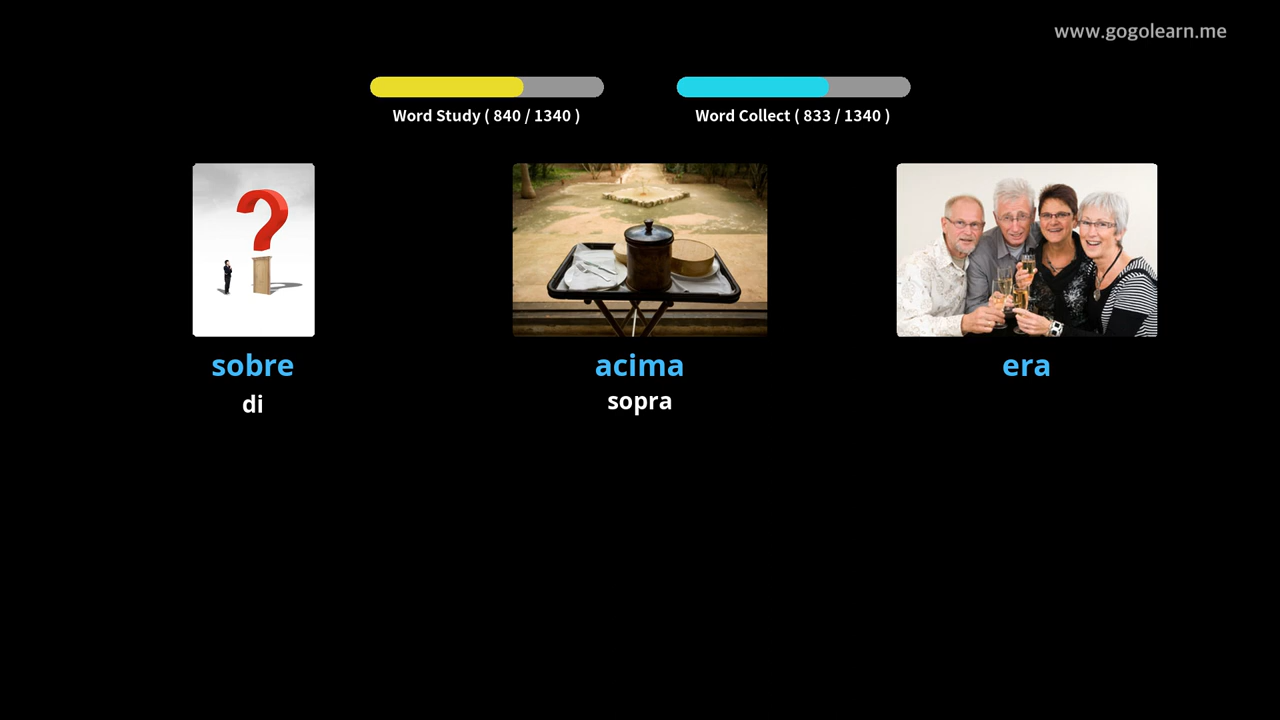 www.gogolearn.me
Word Study ( 840 / 1340 )
Word Collect ( 833 / 1340 )
sobre
di
acima
sopra
era